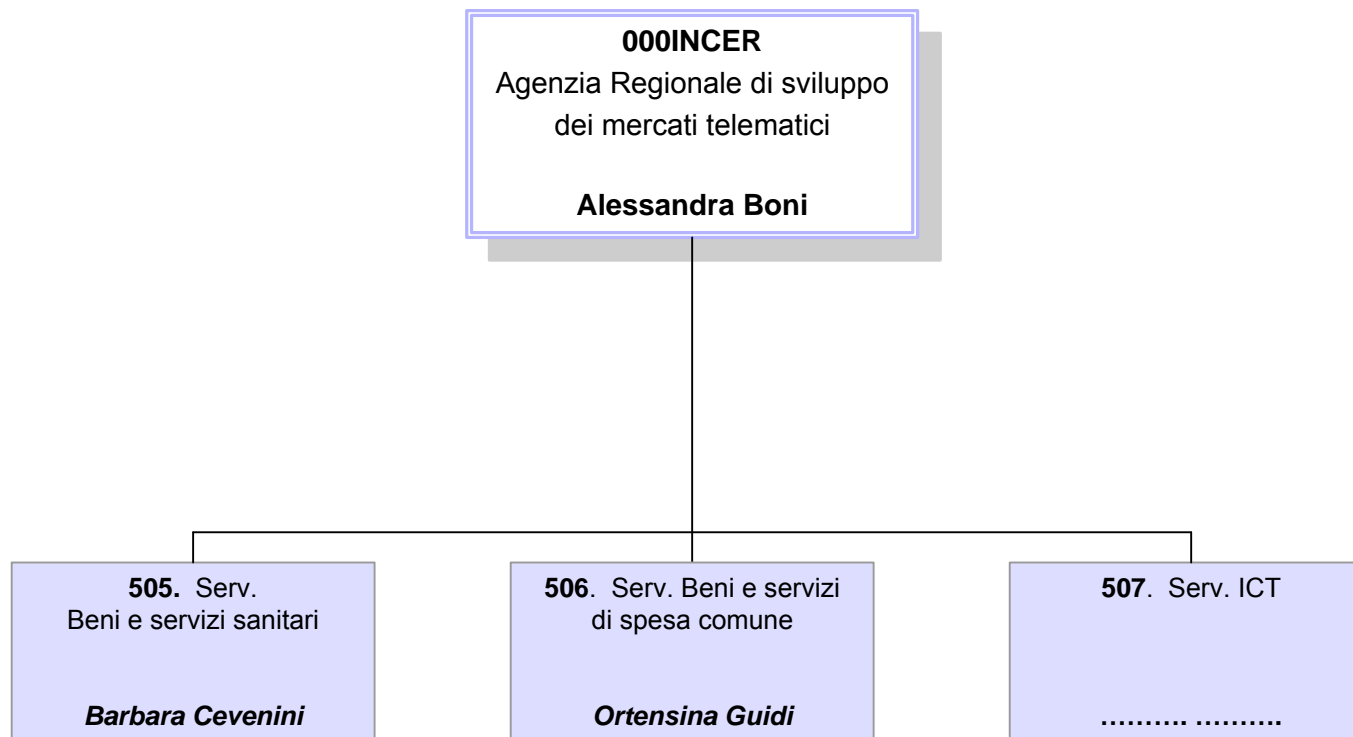 000INCER
Agenzia Regionale di sviluppo
dei mercati telematici
Alessandra Boni
505. Serv.
Beni e servizi sanitari
Barbara Cevenini
506. Serv. Beni e servizi
di spesa comune
Ortensina Guidi
507. Serv. ICT
………. ……….